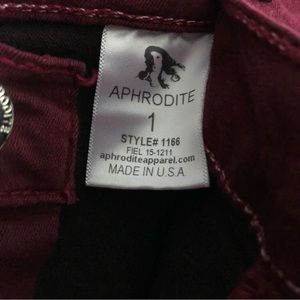 APHRODITE
1
STYLE# 1166
FIEL 15-1211
aphroditeapparel.com
MADE IN U.S.A.